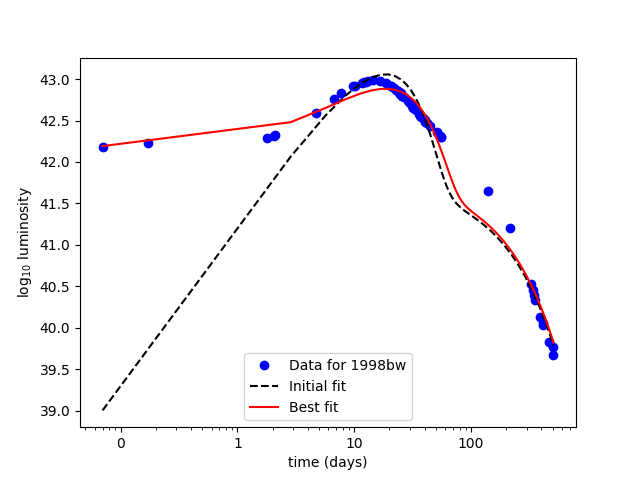 43.0
42.5
42.0
41.5
41.0
40.5
40.0
39.5
39.0
log10 luminosity
Data for 1998bw
Initial fit
Best fit
0
1
10
100
time (days)